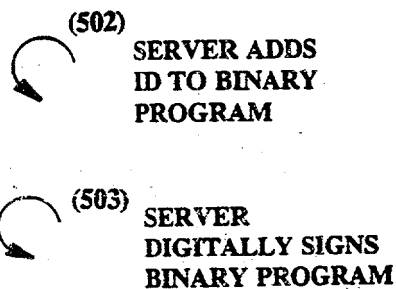 (502)
SERVER ADDS
ID TO BINARY
PROGRAM
(503)
SERVER
DIGITALLY SIGNS
BINARY PROGRAM